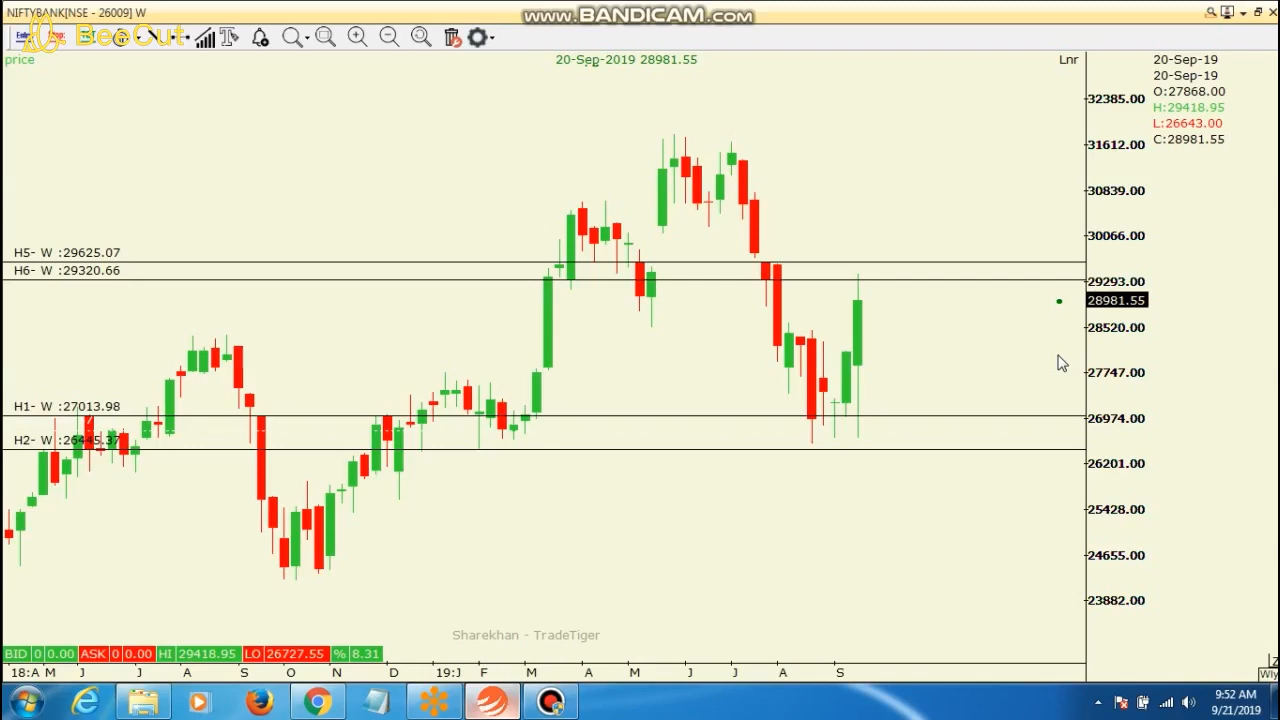 NIFTYBANK[NSE - 26009] W
www.BANDICAM.com
BeeCut
price
20-Sep-2019 28981.55
Lnr
20-Sep-19
20-Sep-19
O:27868.00
H:29418.95
L:26643.00
C:28981.55
32385.00
31612.00
30839.00
30066.00
H5- W :29625.07
H6- W :29320.66
29293.00
28981.55
28520.00
27747.00
H1- W :27013.98
26974.00
H2- W :26445.37
26201.00
25428.00
24655.00
23882.00
Sharekhan - TradeTiger
BID 0 0.00 ASK 0 0.00 HI 29418.95 LO 26727.55 % 8.31
18:A M J J A S O N D 19:J F M A M J J A S
Wly
9:52 AM
9/21/2019